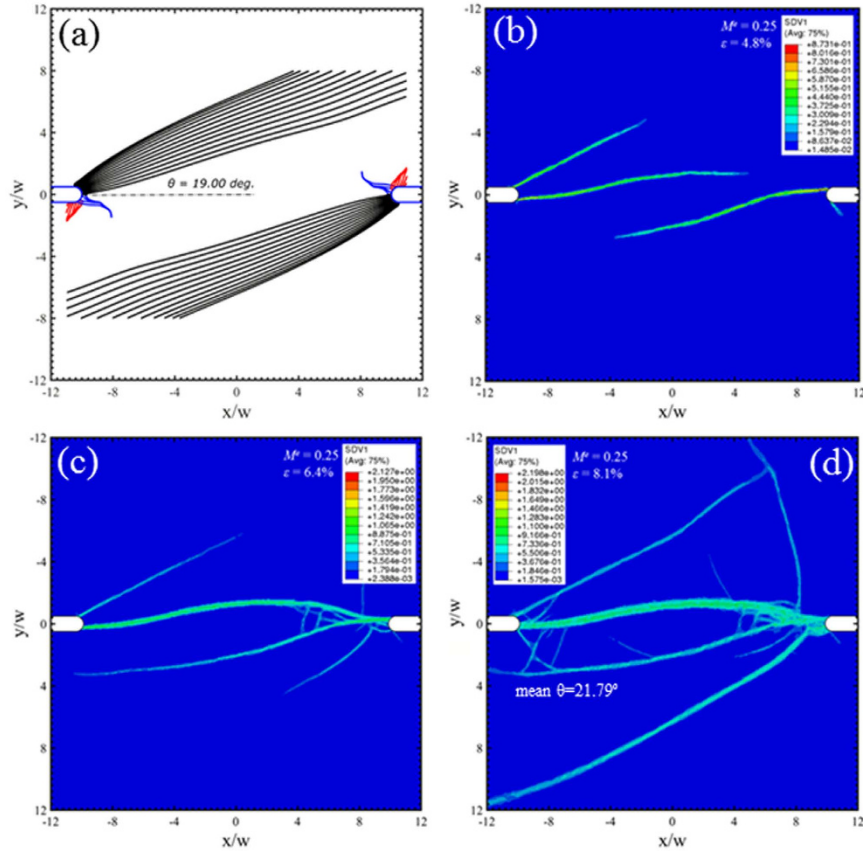 (a)
12
8
4
0
-4
-8
-12
y/w
θ = 19.00 deg.
-12 -8 -4 0 4 8 12
x/w
(b)
Mᵃ = 0.25
ε = 4.8%
SDV1
(Avg: 75%)
+8.731e-01
+8.016e-01
+7.301e-01
+6.586e-01
+5.870e-01
+5.155e-01
+4.440e-01
+3.725e-01
+3.009e-01
+2.294e-01
+1.579e-01
+8.637e-02
+1.485e-02
-12
-8
-4
0
4
8
12
y/w
-12 -8 -4 0 4 8 12
x/w
(c)
Mᵃ = 0.25
ε = 6.4%
SDV1
(Avg: 75%)
+2.127e+00
+1.950e+00
+1.773e+00
+1.596e+00
+1.419e+00
+1.242e+00
+1.065e+00
+8.875e-01
+7.105e-01
+5.335e-01
+3.564e-01
+1.794e-01
+2.388e-03
-12
-8
-4
0
4
8
12
y/w
-12 -8 -4 0 4 8 12
x/w
(d)
SDV1
(Avg: 75%)
+2.198e+00
+2.015e+00
+1.832e+00
+1.649e+00
+1.466e+00
+1.283e+00
+1.100e+00
+9.166e-01
+7.336e-01
+5.506e-01
+3.676e-01
+1.846e-01
+1.575e-03
Mᵃ = 0.25
ε = 8.1%
mean θ=21.79º
-12
-8
-4
0
4
8
12
y/w
-12 -8 -4 0 4 8 12
x/w